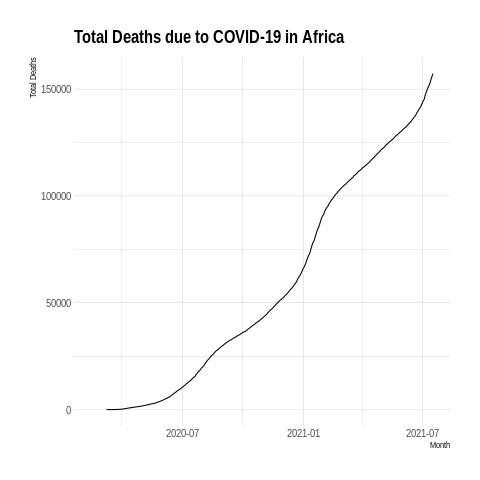 Total Deaths due to COVID-19 in Africa
Total Deaths
150000
100000
50000
0
2020-07 2021-01 2021-07
Month